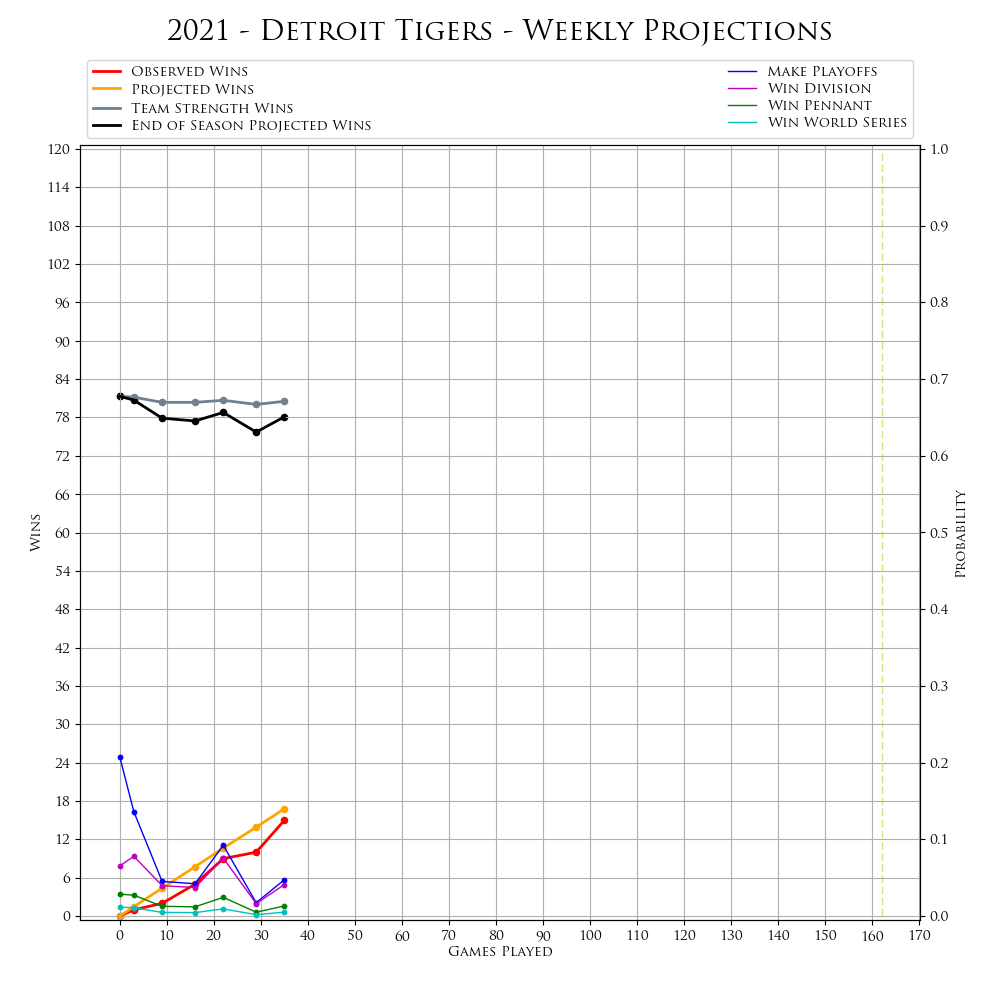 2021 - Detroit Tigers - Weekly Projections
Observed Wins
Projected Wins
Team Strength Wins
End of Season Projected Wins
Make Playoffs
Win Division
Win Pennant
Win World Series
120
114
108
102
96
90
84
78
72
66
60
54
48
42
36
30
24
18
12
6
0
Wins
1.0
0.9
0.8
0.7
0.6
0.5
0.4
0.3
0.2
0.1
0.0
Probability
0 10 20 30 40 50 60 70 80 90 100 110 120 130 140 150 160 170
Games Played